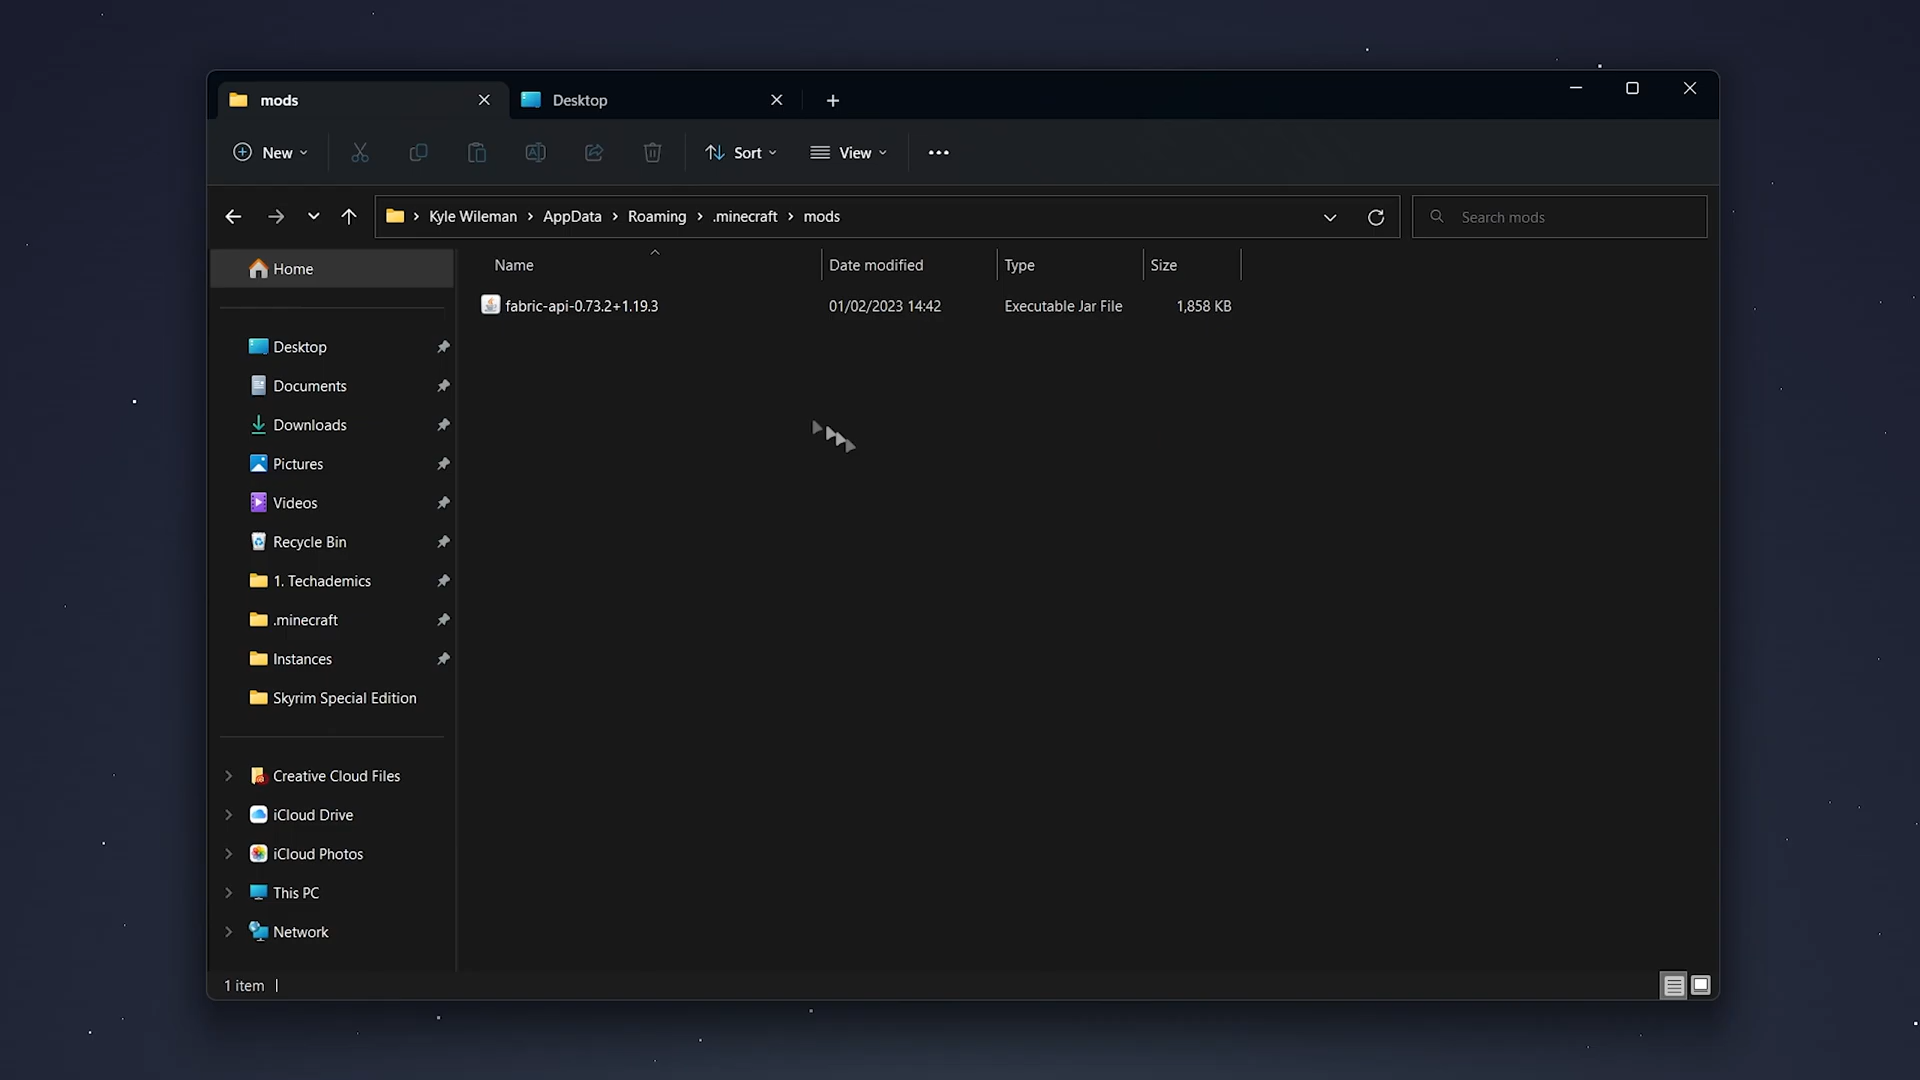 mods
Desktop
New
Sort
View
Kyle Wileman > AppData > Roaming > .minecraft > mods
Search mods
Home
Name
Date modified
Type
Size
fabric-api-0.73.2+1.19.3
01/02/2023 14:42
Executable Jar File
1,858 KB
Desktop
Documents
Downloads
Pictures
Videos
Recycle Bin
1. Techademics
.minecraft
Instances
Skyrim Special Edition
Creative Cloud Files
iCloud Drive
iCloud Photos
This PC
Network
1 item